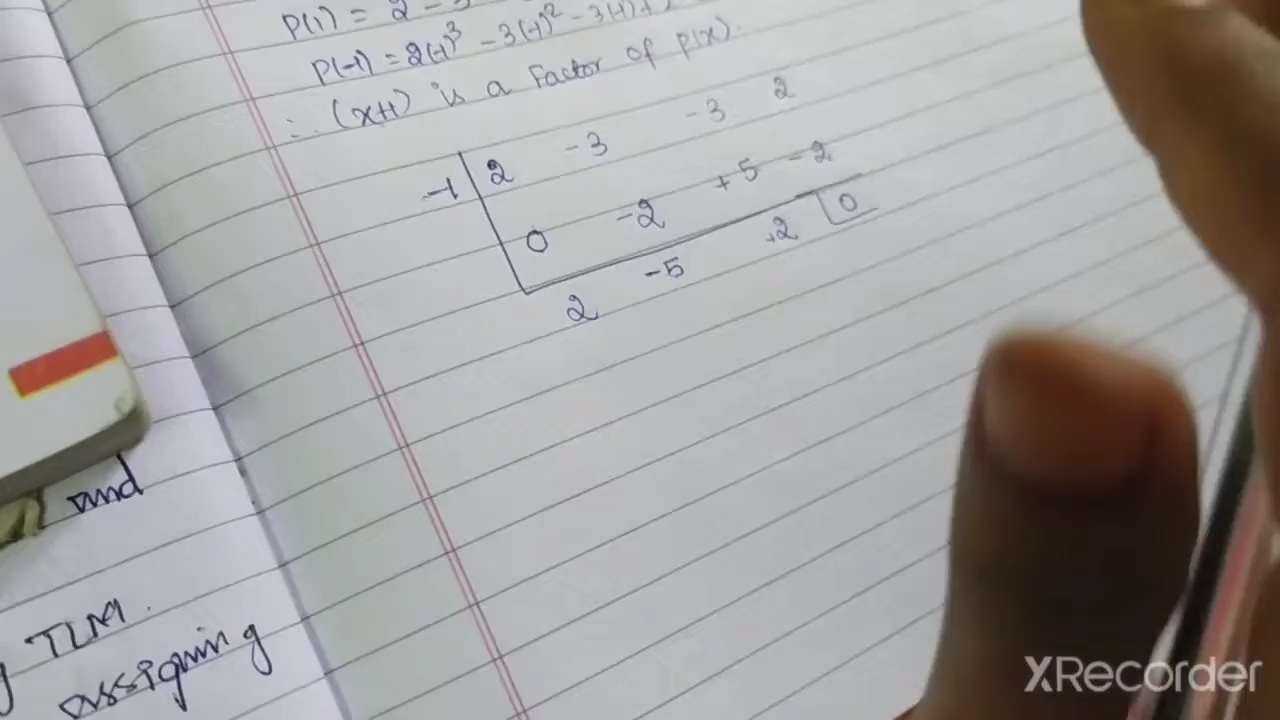 P(1) = 2 -
P(-1) = 2(-1)³ - 3(-1)² - 3(-1) +
∴ (x+1) is a Factor of p(x).
-1 2 -3 -3 2
0 -2 +5 -2
2 -5 +2 0
and
TLM.
assigning
XRecorder